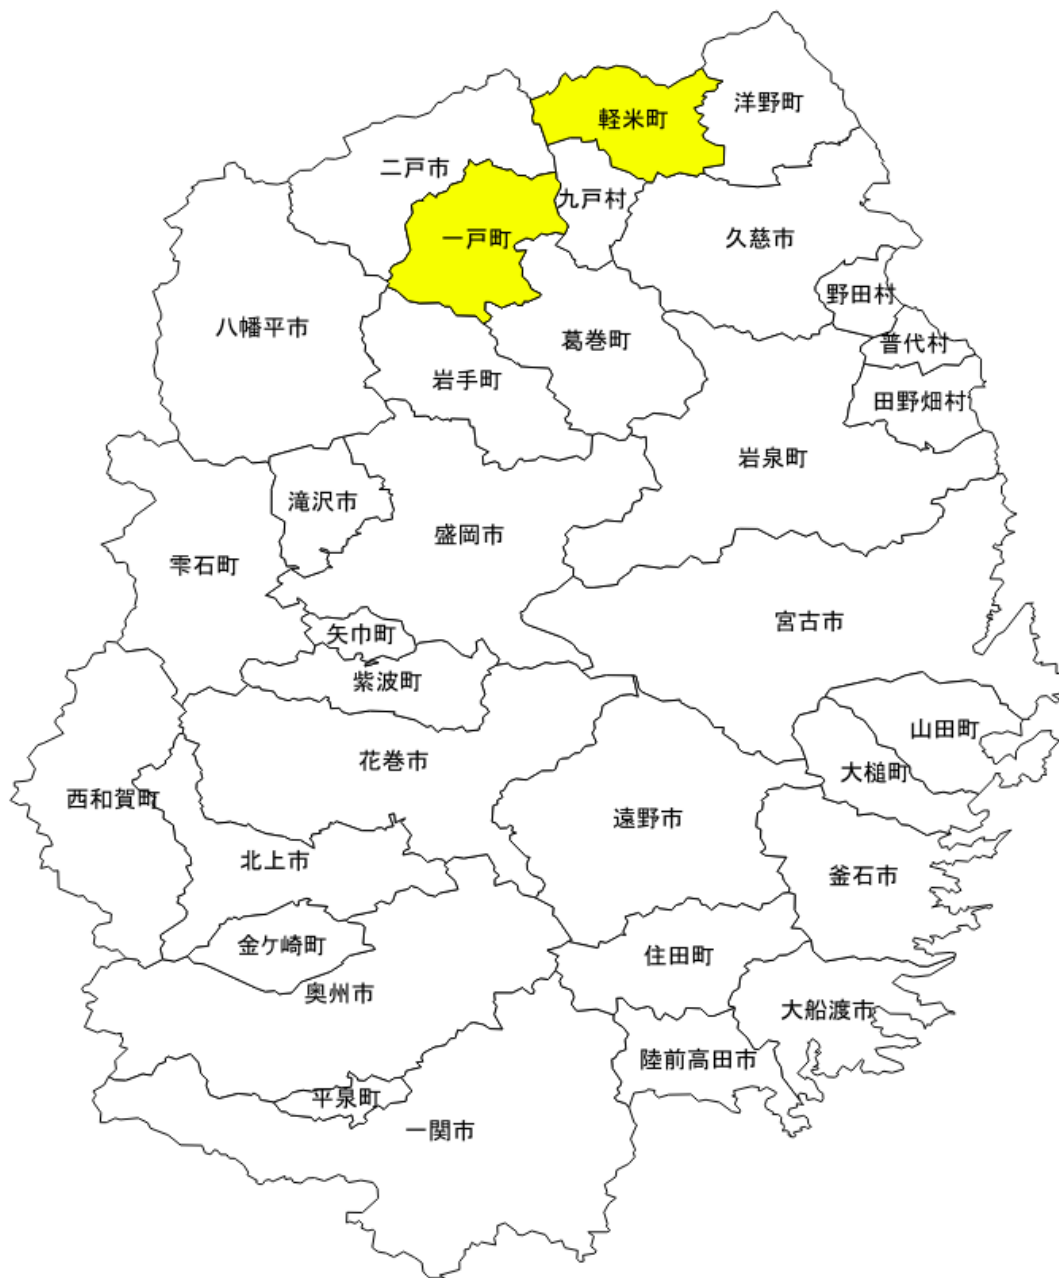 洋野町
軽米町
二戸市
九戸村
一戸町
久慈市
野田村
八幡平市
葛巻町
普代村
岩手町
田野畑村
岩泉町
滝沢市
盛岡市
雫石町
宮古市
矢巾町
紫波町
山田町
花巻市
大槌町
西和賀町
遠野市
北上市
釜石市
金ケ崎町
住田町
奥州市
大船渡市
陸前高田市
平泉町
一関市